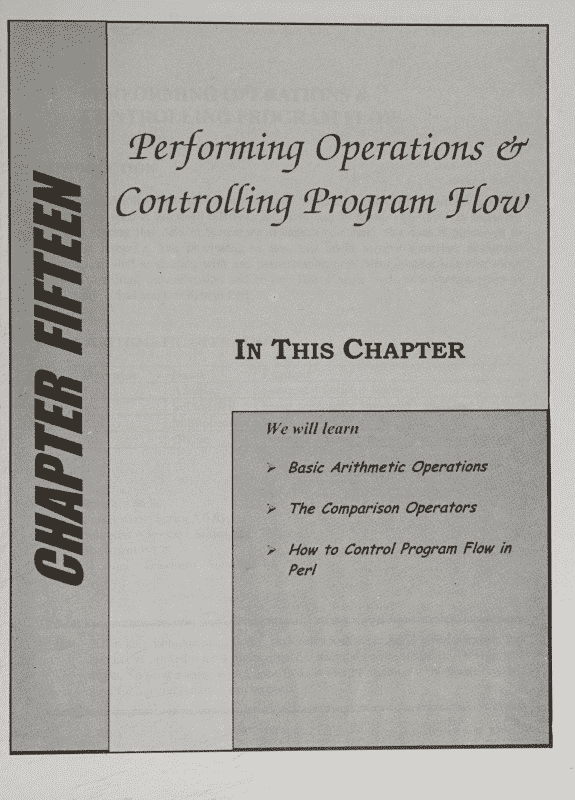 CHAPTER FIFTEEN
Performing Operations &
Controlling Program Flow
IN THIS CHAPTER
We will learn
➢ Basic Arithmetic Operations
➢ The Comparison Operators
➢ How to Control Program Flow in
Perl